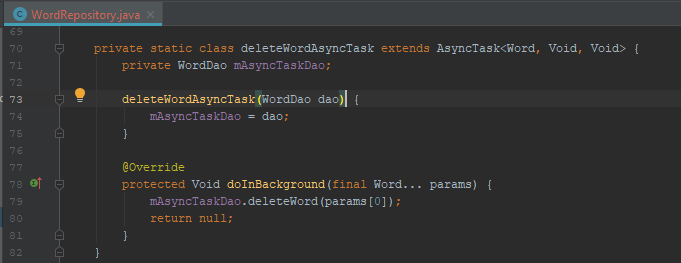 WordRepository.java
69
70 private static class deleteWordAsyncTask extends AsyncTask<Word, Void, Void> {
71 private WordDao mAsyncTaskDao;
72
73 deleteWordAsyncTask(WordDao dao) {
74 mAsyncTaskDao = dao;
75 }
76
77 @Override
78 protected Void doInBackground(final Word... params) {
79 mAsyncTaskDao.deleteWord(params[0]);
80 return null;
81 }
82 }